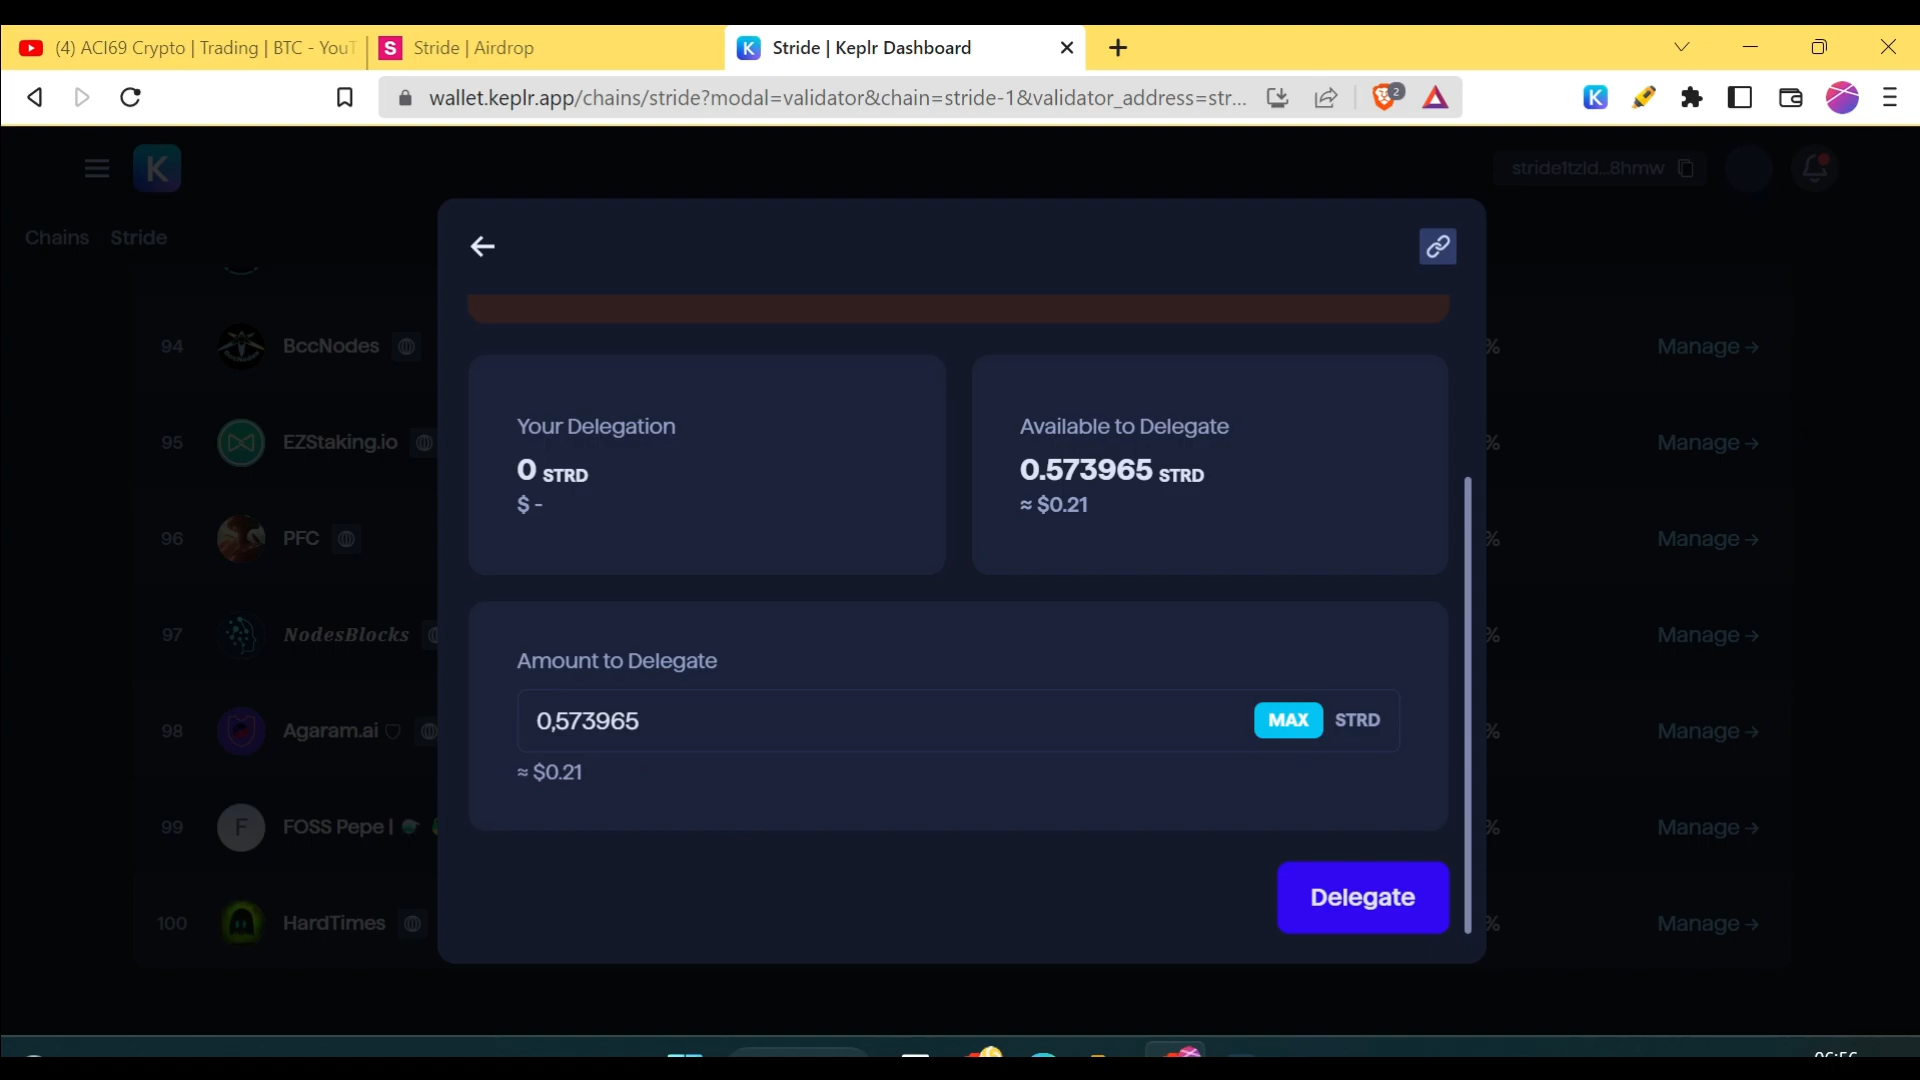 (4) ACI69 Crypto | Trading | BTC - YouT
S Stride | Airdrop
K Stride | Keplr Dashboard
wallet.keplr.app/chains/stride?modal=validator&chain=stride-1&validator_address=str...
2
K
K
stride1tzld...8hmw
Chains Stride
Your Delegation
0 STRD
$ -
Available to Delegate
0.573965 STRD
≈ $0.21
Amount to Delegate
0,573965
MAX STRD
≈ $0.21
Delegate
94 BccNodes % Manage →
95 EZStaking.io % Manage →
96 PFC % Manage →
97 NodesBlocks % Manage →
98 Agaram.ai % Manage →
99 F FOSS Pepe | % Manage →
100 HardTimes % Manage →